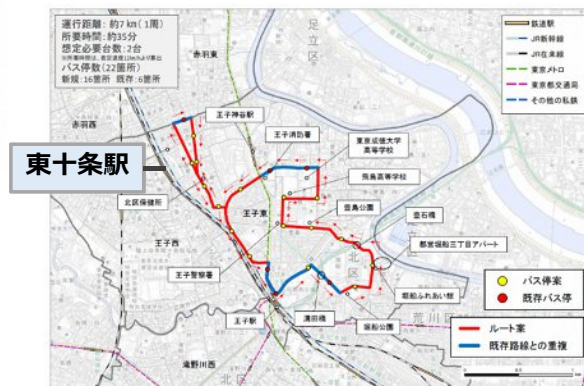 運行距離：約7km(1周)
所要時間：約35分
想定必要台数：2台
バス停数(22箇所)
新規：16箇所 既存：6箇所
足立区
赤羽東
赤羽西
鉄道駅
JR新幹線
JR在来線
東京メトロ
東京都交通局
その他の私鉄
東十条駅
王子神谷駅
王子消防署
東京成徳大学
高等学校
飛鳥高等学校
北区保健所
王子東
豊島公園
豊石橋
都営堀船三丁目アパート
王子西
北区
王子警察署
堀船ふれあい館
王子駅
溝田橋
堀船公園
荒川区
滝野川西
北区
バス停案
既存バス停
ルート案
既存路線との重複